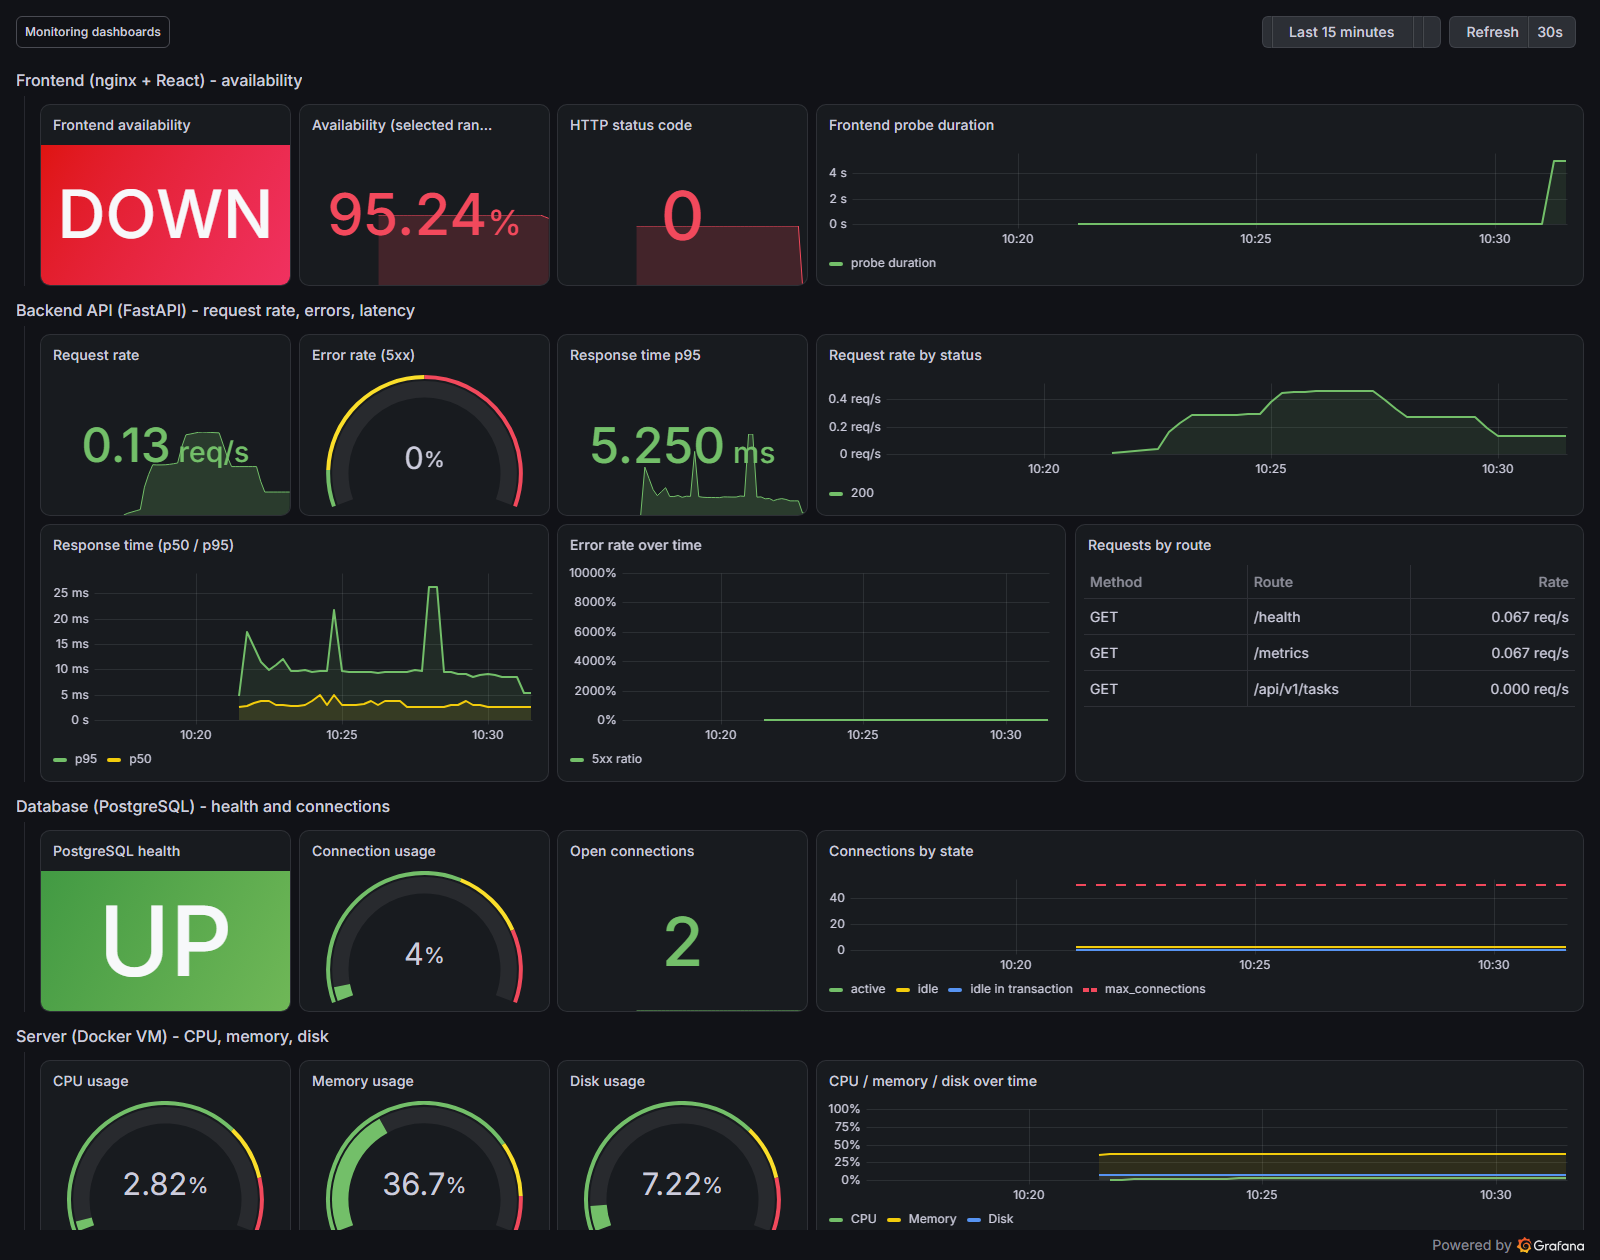 Monitoring dashboards
Last 15 minutes
Refresh 30s
Frontend (nginx + React) - availability
Frontend availability
DOWN
Availability (selected ran...
95.24%
HTTP status code
0
Frontend probe duration
4 s
2 s
0 s
10:20 10:25 10:30
probe duration
Backend API (FastAPI) - request rate, errors, latency
Request rate
0.13 req/s
Error rate (5xx)
0%
Response time p95
5.250 ms
Request rate by status
0.4 req/s
0.2 req/s
0 req/s
10:20 10:25 10:30
200
Response time (p50 / p95)
25 ms
20 ms
15 ms
10 ms
5 ms
0 s
10:20 10:25 10:30
p95 p50
Error rate over time
10000%
8000%
6000%
4000%
2000%
0%
10:20 10:25 10:30
5xx ratio
Requests by route
Method Route Rate
GET /health 0.067 req/s
GET /metrics 0.067 req/s
GET /api/v1/tasks 0.000 req/s
Database (PostgreSQL) - health and connections
PostgreSQL health
UP
Connection usage
4%
Open connections
2
Connections by state
40
20
0
10:20 10:25 10:30
active idle idle in transaction max_connections
Server (Docker VM) - CPU, memory, disk
CPU usage
2.82%
Memory usage
36.7%
Disk usage
7.22%
CPU / memory / disk over time
100%
75%
50%
25%
0%
10:20 10:25 10:30
CPU Memory Disk
Powered by Grafana